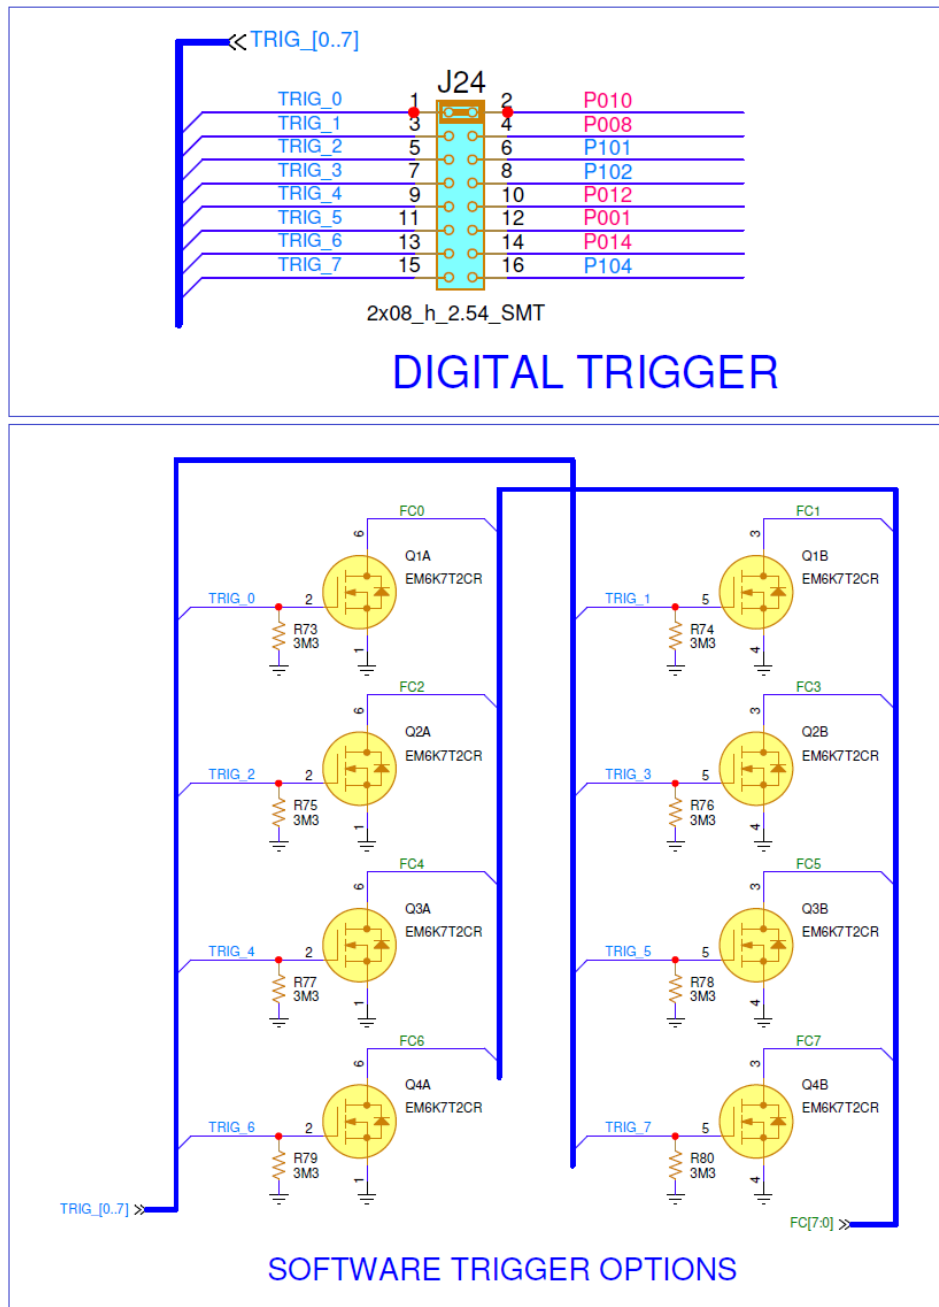 TRIG_[0..7]
J24
TRIG_0 1 2 P010
TRIG_1 3 4 P008
TRIG_2 5 6 P101
TRIG_3 7 8 P102
TRIG_4 9 10 P012
TRIG_5 11 12 P001
TRIG_6 13 14 P014
TRIG_7 15 16 P104
2x08_h_2.54_SMT
DIGITAL TRIGGER
FC0
6
Q1A
EM6K7T2CR
TRIG_0 2
R73
3M3
1
FC1
3
Q1B
EM6K7T2CR
TRIG_1 5
R74
3M3
4
FC2
6
Q2A
EM6K7T2CR
TRIG_2 2
R75
3M3
1
FC3
3
Q2B
EM6K7T2CR
TRIG_3 5
R76
3M3
4
FC4
6
Q3A
EM6K7T2CR
TRIG_4 2
R77
3M3
1
FC5
3
Q3B
EM6K7T2CR
TRIG_5 5
R78
3M3
4
FC6
6
Q4A
EM6K7T2CR
TRIG_6 2
R79
3M3
1
FC7
3
Q4B
EM6K7T2CR
TRIG_7 5
R80
3M3
4
TRIG_[0..7]
FC[7:0]
SOFTWARE TRIGGER OPTIONS